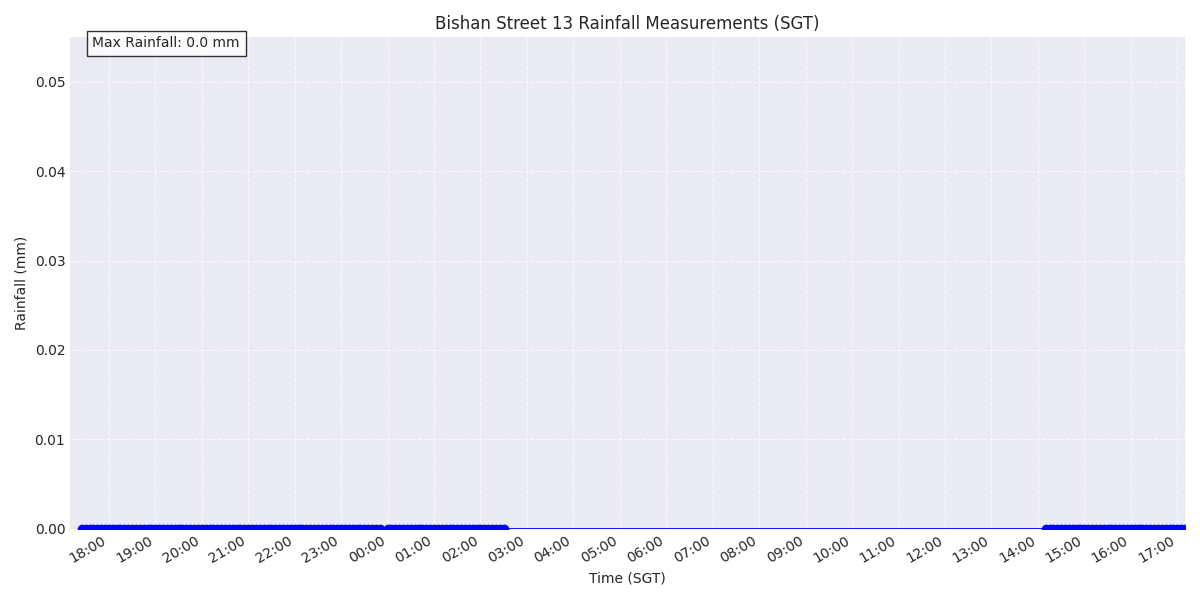 Bishan Street 13 Rainfall Measurements (SGT)
Max Rainfall: 0.0 mm
Rainfall (mm)
0.05
0.04
0.03
0.02
0.01
0.00
18:00 19:00 20:00 21:00 22:00 23:00 00:00 01:00 02:00 03:00 04:00 05:00 06:00 07:00 08:00 09:00 10:00 11:00 12:00 13:00 14:00 15:00 16:00 17:00
Time (SGT)